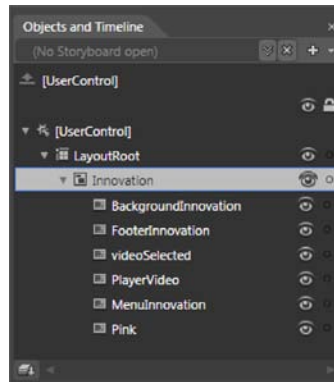 Objects and Timeline
(No Storyboard open)
[UserControl]
[UserControl]
LayoutRoot
Innovation
BackgroundInnovation
FooterInnovation
videoSelected
PlayerVideo
MenuInnovation
Pink